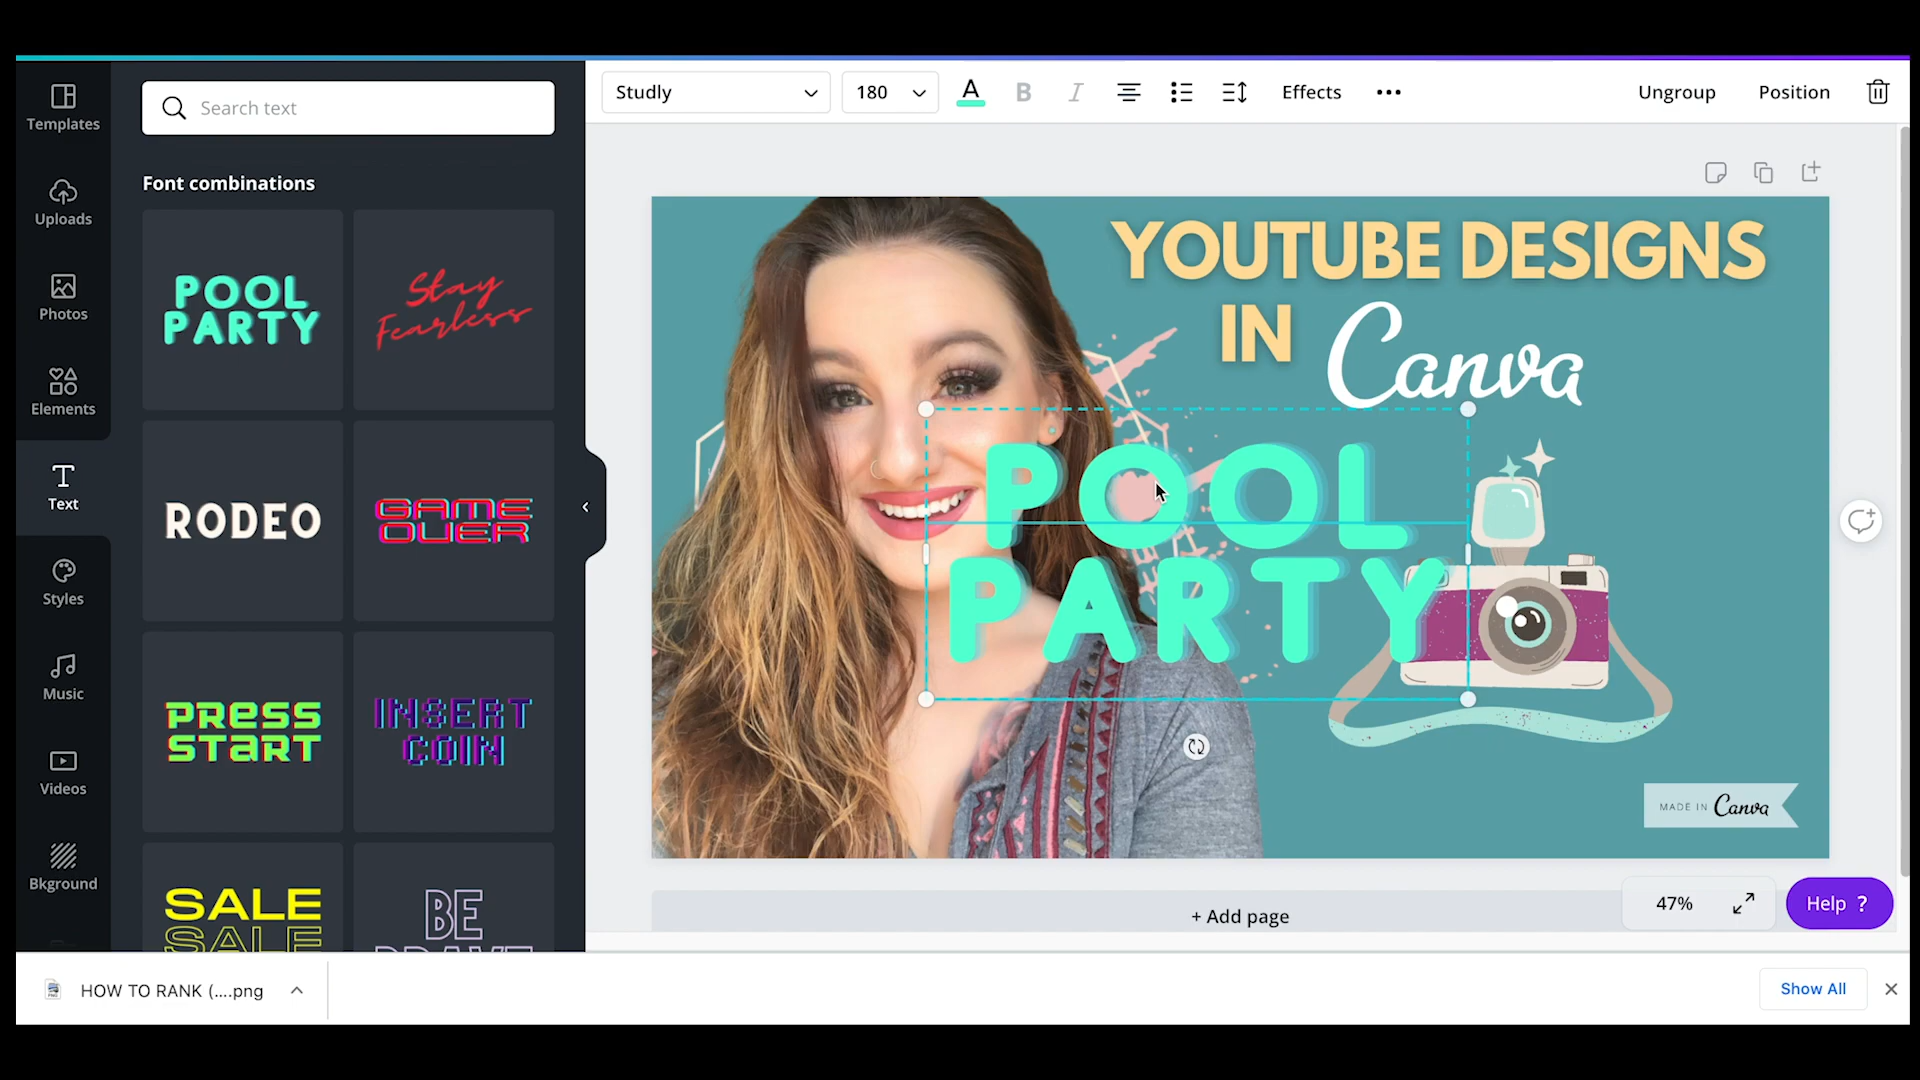 Studly
180
A
B
I
Effects
Ungroup
Position
Templates
Uploads
Photos
Elements
Text
Styles
Music
Videos
Bkground
Search text
Font combinations
POOL
PARTY
Stay
Fearless
RODEO
GAME
OVER
PRESS
START
INSERT
COIN
SALE
SALE
BE
BRAVE
YOUTUBE DESIGNS
IN Canva
POOL
PARTY
MADE IN Canva
+ Add page
47%
Help ?
HOW TO RANK (....png
Show All